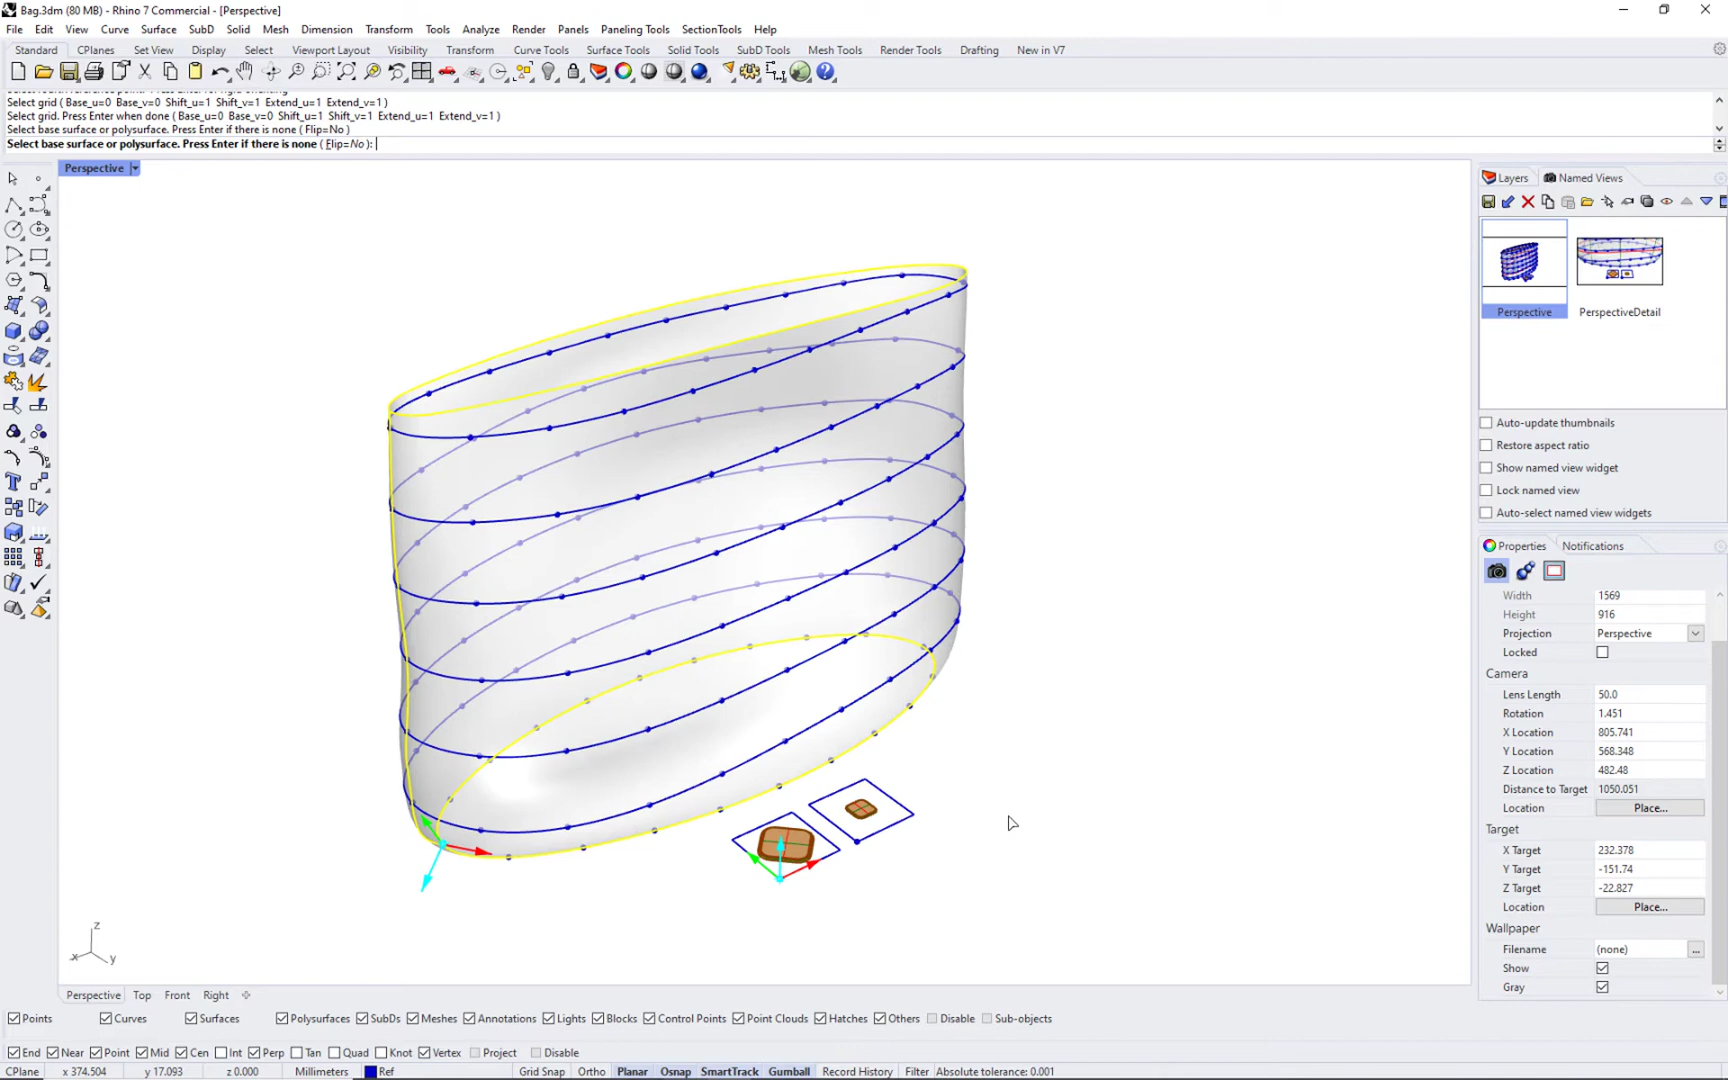 Bag.3dm (80 MB) - Rhino 7 Commercial - [Perspective]
File Edit View Curve Surface SubD Solid Mesh Dimension Transform Tools Analyze Render Panels Paneling Tools SectionTools Help
Standard CPlanes Set View Display Select Viewport Layout Visibility Transform Curve Tools Surface Tools Solid Tools SubD Tools Mesh Tools Render Tools Drafting New in V7
Select grid ( Base_u=0 Base_v=0 Shift_u=1 Shift_v=1 Extend_u=1 Extend_v=1 )
Select grid. Press Enter when done ( Base_u=0 Base_v=0 Shift_u=1 Shift_v=1 Extend_u=1 Extend_v=1 )
Select base surface or polysurface. Press Enter if there is none ( Flip=No )
Select base surface or polysurface. Press Enter if there is none ( Flip=No ):
Perspective
Layers Named Views
Perspective PerspectiveDetail
Auto-update thumbnails
Restore aspect ratio
Show named view widget
Lock named view
Auto-select named view widgets
Properties Notifications
Width 1569
Height 916
Projection Perspective
Locked
Camera
Lens Length 50.0
Rotation 1.451
X Location 805.741
Y Location 568.348
Z Location 482.48
Distance to Target 1050.051
Location Place...
Target
X Target 232.378
Y Target -151.74
Z Target -22.827
Location Place...
Wallpaper
Filename (none) ...
Show
Gray
z
x y
Perspective Top Front Right
Points Curves Surfaces Polysurfaces SubDs Meshes Annotations Lights Blocks Control Points Point Clouds Hatches Others Disable Sub-objects
End Near Point Mid Cen Int Perp Tan Quad Knot Vertex Project Disable
CPlane x 374.504 y 17.093 z 0.000 Millimeters Ref Grid Snap Ortho Planar Osnap SmartTrack Gumball Record History Filter Absolute tolerance: 0.001